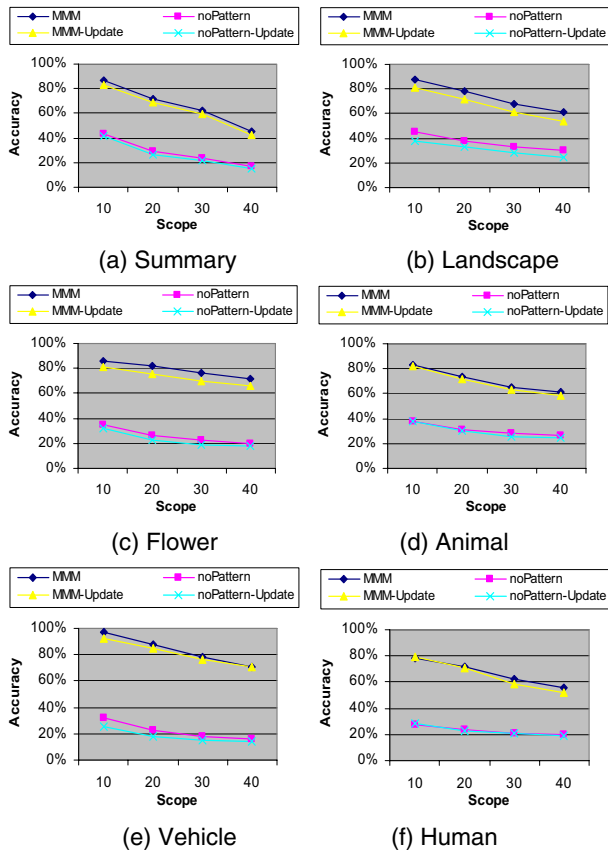 MMM noPattern MMM noPattern
MMM-Update noPattern-Update MMM-Update noPattern-Update
100% 100%
80% 80%
60% 60%
40% 40%
20% 20%
0% 0%
Accuracy Accuracy
10 20 30 40 10 20 30 40
Scope Scope
(a) Summary (b) Landscape
MMM noPattern MMM noPattern
MMM-Update noPattern-Update MMM-Update noPattern-Update
100% 100%
80% 80%
60% 60%
40% 40%
20% 20%
0% 0%
Accuracy Accuracy
10 20 30 40 10 20 30 40
Scope Scope
(c) Flower (d) Animal
MMM noPattern MMM noPattern
MMM-Update noPattern-Update MMM-Update noPattern-Update
100% 100%
80% 80%
60% 60%
40% 40%
20% 20%
0% 0%
Accuracy Accuracy
10 20 30 40 10 20 30 40
Scope Scope
(e) Vehicle (f) Human